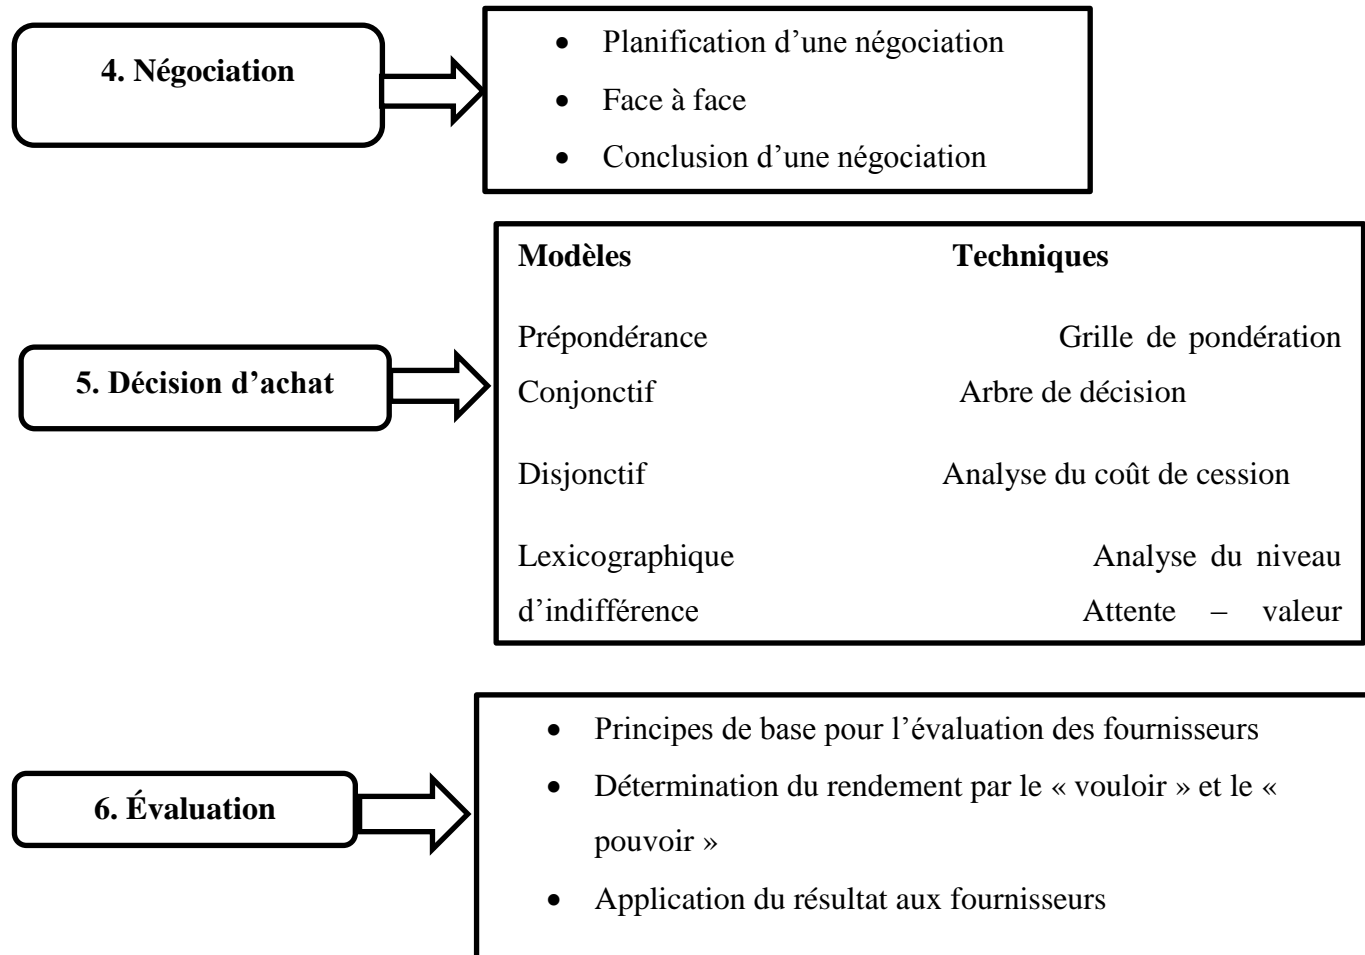 4. Négociation
• Planification d’une négociation
• Face à face
• Conclusion d’une négociation
5. Décision d’achat
Modèles Techniques
Prépondérance Grille de pondération
Conjonctif Arbre de décision
Disjonctif Analyse du coût de cession
Lexicographique Analyse du niveau
d’indifférence Attente – valeur
6. Évaluation
• Principes de base pour l’évaluation des fournisseurs
• Détermination du rendement par le « vouloir » et le «
pouvoir »
• Application du résultat aux fournisseurs